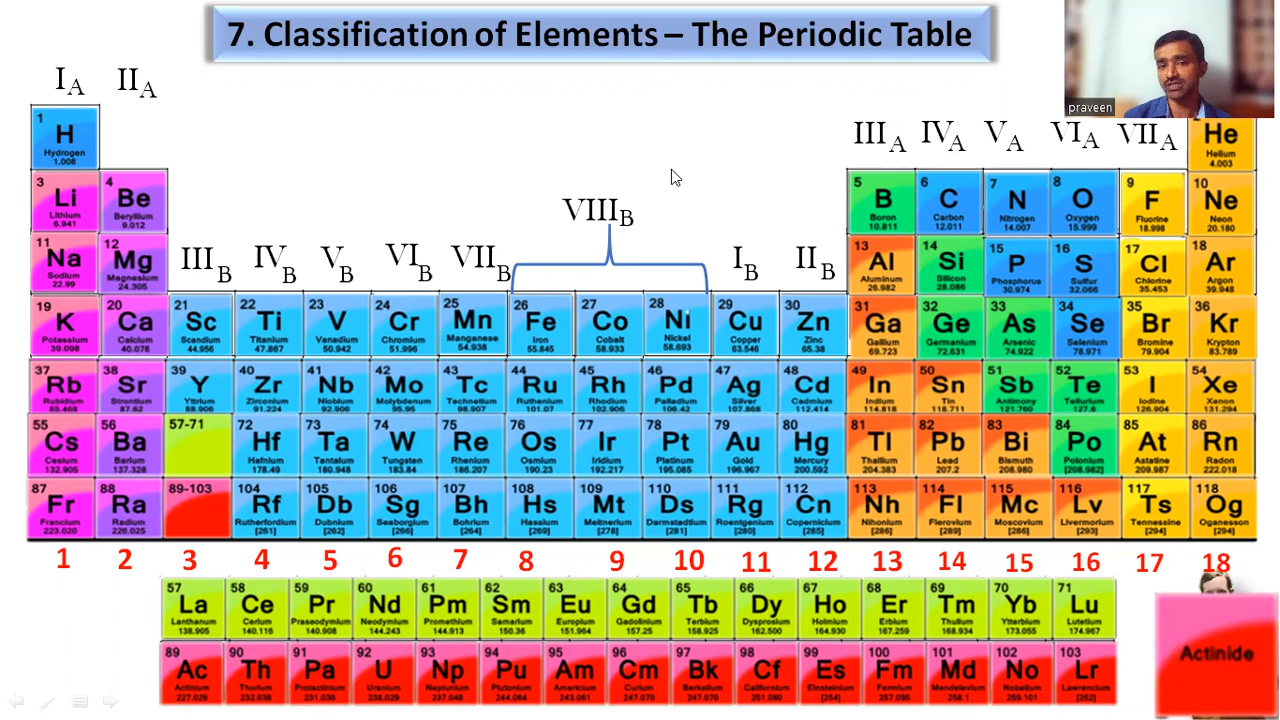 7. Classification of Elements – The Periodic Table
praveen
I A II A
III A IV A V A VI A VII A
1 H Hydrogen 1.008
He Helium 4.003
3 Li Lithium 6.941
4 Be Beryllium 9.012
5 B Boron 10.811
6 C Carbon 12.011
7 N Nitrogen 14.007
8 O Oxygen 15.999
9 F Fluorine 18.998
10 Ne Neon 20.180
VIII B
11 Na Sodium 22.99
12 Mg Magnesium 24.305
III B IV B V B VI B VII B I B II B
13 Al Aluminum 26.982
14 Si Silicon 28.086
15 P Phosphorus 30.974
16 S Sulfur 32.066
17 Cl Chlorine 35.453
18 Ar Argon 39.948
19 K Potassium 39.098
20 Ca Calcium 40.078
21 Sc Scandium 44.956
22 Ti Titanium 47.867
23 V Vanadium 50.942
24 Cr Chromium 51.996
25 Mn Manganese 54.938
26 Fe Iron 55.845
27 Co Cobalt 58.933
28 Ni Nickel 58.693
29 Cu Copper 63.546
30 Zn Zinc 65.38
31 Ga Gallium 69.723
32 Ge Germanium 72.631
33 As Arsenic 74.922
34 Se Selenium 78.971
35 Br Bromine 79.904
36 Kr Krypton 83.789
37 Rb Rubidium 85.468
38 Sr Strontium 87.62
39 Y Yttrium 88.906
40 Zr Zirconium 91.224
41 Nb Niobium 92.906
42 Mo Molybdenum 95.95
43 Tc Technetium 98.907
44 Ru Ruthenium 101.07
45 Rh Rhodium 102.906
46 Pd Palladium 106.42
47 Ag Silver 107.868
48 Cd Cadmium 112.414
49 In Indium 114.818
50 Sn Tin 118.711
51 Sb Antimony 121.760
52 Te Tellurium 127.6
53 I Iodine 126.904
54 Xe Xenon 131.294
55 Cs Cesium 132.905
56 Ba Barium 137.328
57-71
72 Hf Hafnium 178.49
73 Ta Tantalum 180.948
74 W Tungsten 183.84
75 Re Rhenium 186.207
76 Os Osmium 190.23
77 Ir Iridium 192.217
78 Pt Platinum 195.085
79 Au Gold 196.967
80 Hg Mercury 200.592
81 Tl Thallium 204.383
82 Pb Lead 207.2
83 Bi Bismuth 208.980
84 Po Polonium [208.982]
85 At Astatine 209.987
86 Rn Radon 222.018
87 Fr Francium 223.020
88 Ra Radium 226.025
89-103
104 Rf Rutherfordium [261]
105 Db Dubnium [262]
106 Sg Seaborgium [266]
107 Bh Bohrium [264]
108 Hs Hassium [269]
109 Mt Meitnerium [278]
110 Ds Darmstadtium [281]
111 Rg Roentgenium [280]
112 Cn Copernicium [285]
113 Nh Nihonium [286]
114 Fl Flerovium [289]
115 Mc Moscovium [286]
116 Lv Livermorium [293]
117 Ts Tennessine [294]
118 Og Oganesson [294]
1 2 3 4 5 6 7 8 9 10 11 12 13 14 15 16 17 18
57 La Lanthanum 138.905
58 Ce Cerium 140.116
59 Pr Praseodymium 140.908
60 Nd Neodymium 144.243
61 Pm Promethium 144.913
62 Sm Samarium 150.36
63 Eu Europium 151.964
64 Gd Gadolinium 157.25
65 Tb Terbium 158.925
66 Dy Dysprosium 162.500
67 Ho Holmium 164.930
68 Er Erbium 167.259
69 Tm Thulium 168.934
70 Yb Ytterbium 173.055
71 Lu Lutetium 174.967
89 Ac Actinium 227.028
90 Th Thorium 232.038
91 Pa Protactinium 231.036
92 U Uranium 238.029
93 Np Neptunium 237.048
94 Pu Plutonium 244.064
95 Am Americium 243.061
96 Cm Curium 247.070
97 Bk Berkelium 247.070
98 Cf Californium 251.080
99 Es Einsteinium [254]
100 Fm Fermium 257.095
101 Md Mendelevium 258.1
102 No Nobelium 259.101
103 Lr Lawrencium [262]
Actinide